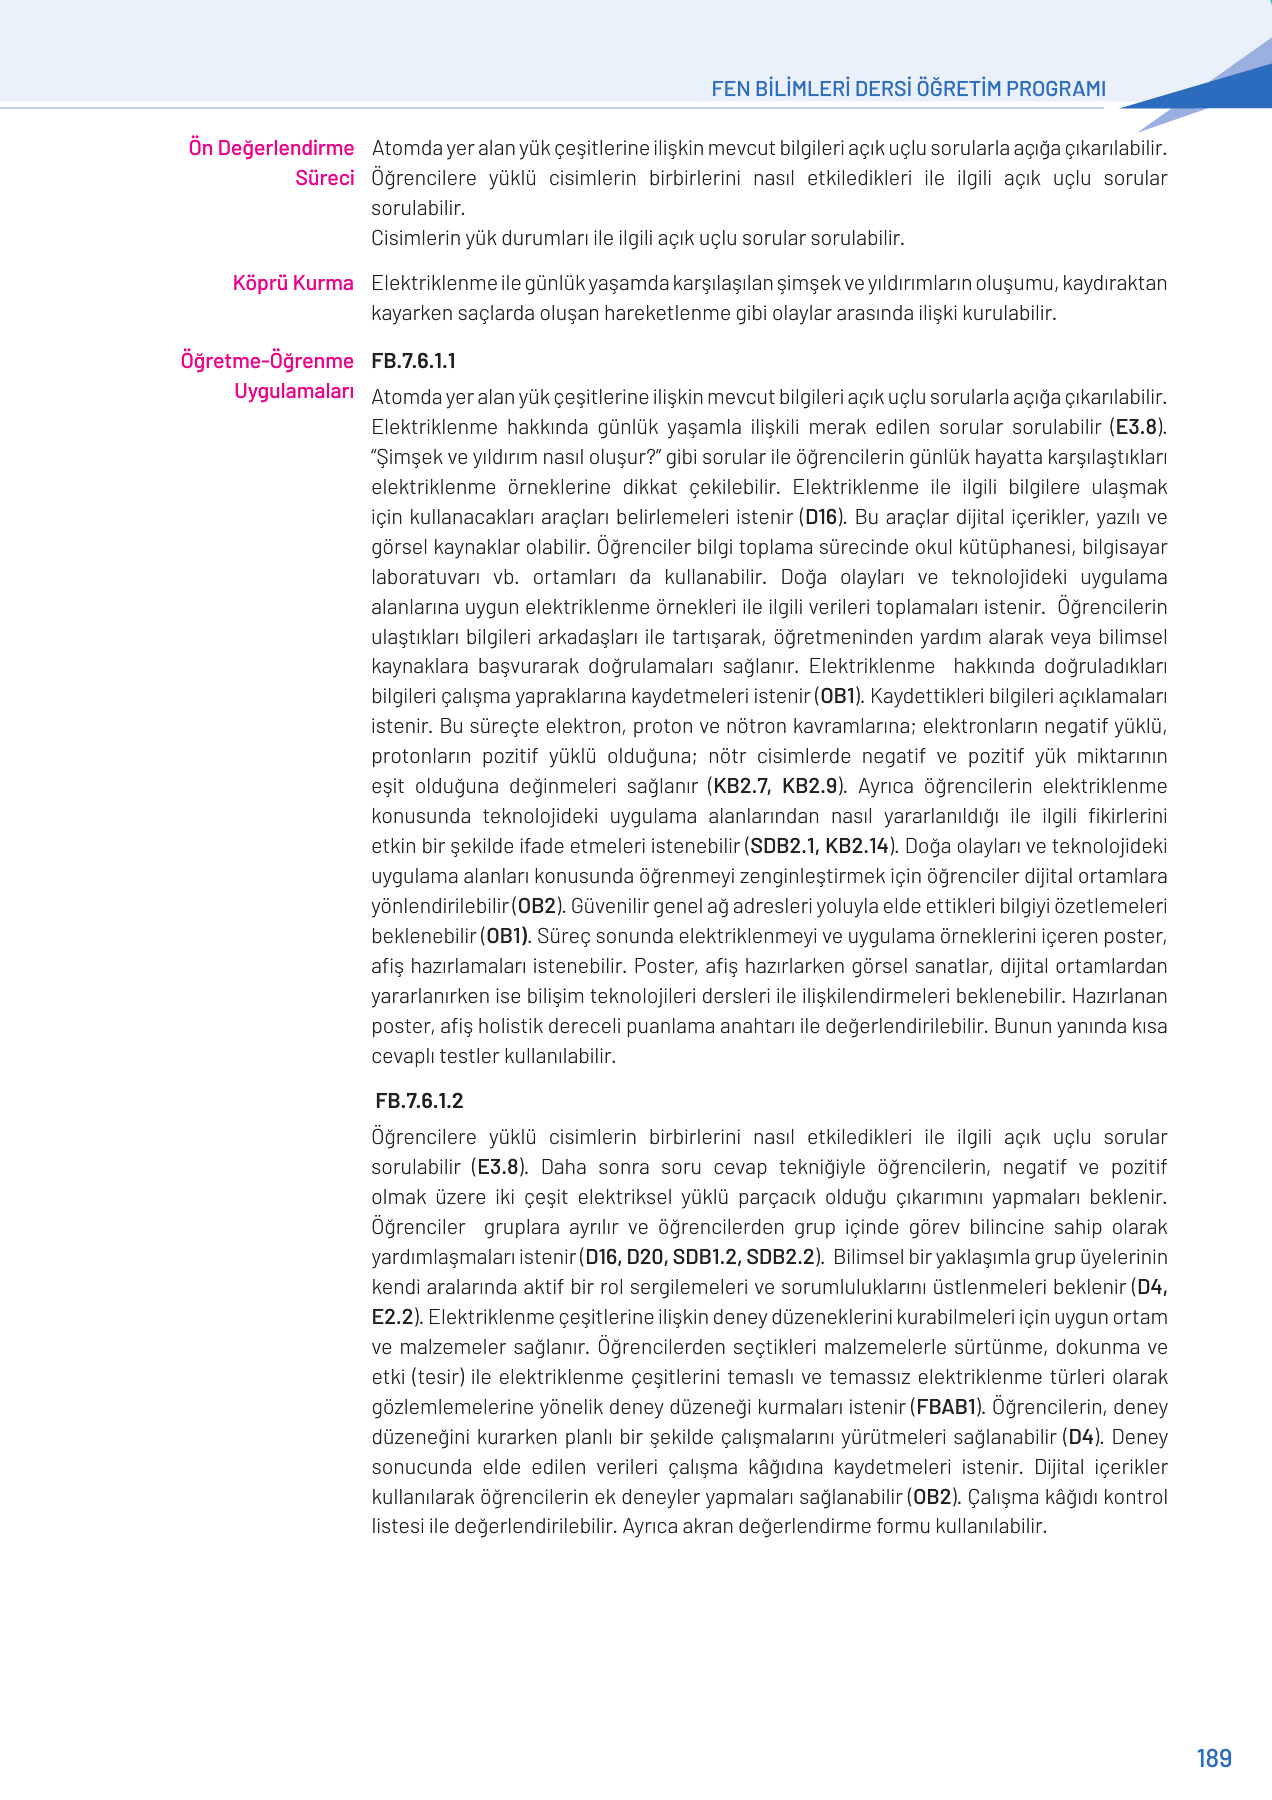 FEN BİLİMLERİ DERSİ ÖĞRETİM PROGRAMI
Ön Değerlendirme
Süreci
Atomda yer alan yük çeşitlerine ilişkin mevcut bilgileri açık uçlu sorularla açığa çıkarılabilir.
Öğrencilere yüklü cisimlerin birbirlerini nasıl etkiledikleri ile ilgili açık uçlu sorular
sorulabilir.
Cisimlerin yük durumları ile ilgili açık uçlu sorular sorulabilir.
Köprü Kurma
Elektriklenme ile günlük yaşamda karşılaşılan şimşek ve yıldırımların oluşumu, kaydıraktan
kayarken saçlarda oluşan hareketlenme gibi olaylar arasında ilişki kurulabilir.
Öğretme-Öğrenme
Uygulamaları
FB.7.6.1.1
Atomda yer alan yük çeşitlerine ilişkin mevcut bilgileri açık uçlu sorularla açığa çıkarılabilir.
Elektriklenme hakkında günlük yaşamla ilişkili merak edilen sorular sorulabilir (E3.8).
“Şimşek ve yıldırım nasıl oluşur?” gibi sorular ile öğrencilerin günlük hayatta karşılaştıkları
elektriklenme örneklerine dikkat çekilebilir. Elektriklenme ile ilgili bilgilere ulaşmak
için kullanacakları araçları belirlemeleri istenir (D16). Bu araçlar dijital içerikler, yazılı ve
görsel kaynaklar olabilir. Öğrenciler bilgi toplama sürecinde okul kütüphanesi, bilgisayar
laboratuvarı vb. ortamları da kullanabilir. Doğa olayları ve teknolojideki uygulama
alanlarına uygun elektriklenme örnekleri ile ilgili verileri toplamaları istenir.  Öğrencilerin
ulaştıkları bilgileri arkadaşları ile tartışarak, öğretmeninden yardım alarak veya bilimsel
kaynaklara başvurarak doğrulamaları sağlanır. Elektriklenme  hakkında doğruladıkları
bilgileri çalışma yapraklarına kaydetmeleri istenir (OB1). Kaydettikleri bilgileri açıklamaları
istenir. Bu süreçte elektron, proton ve nötron kavramlarına; elektronların negatif yüklü,
protonların pozitif yüklü olduğuna; nötr cisimlerde negatif ve pozitif yük miktarının
eşit olduğuna değinmeleri sağlanır (KB2.7, KB2.9). Ayrıca öğrencilerin elektriklenme
konusunda teknolojideki uygulama alanlarından nasıl yararlanıldığı ile ilgili fikirlerini
etkin bir şekilde ifade etmeleri istenebilir (SDB2.1, KB2.14). Doğa olayları ve teknolojideki
uygulama alanları konusunda öğrenmeyi zenginleştirmek için öğrenciler dijital ortamlara
yönlendirilebilir (OB2). Güvenilir genel ağ adresleri yoluyla elde ettikleri bilgiyi özetlemeleri
beklenebilir (OB1). Süreç sonunda elektriklenmeyi ve uygulama örneklerini içeren poster,
afiş hazırlamaları istenebilir. Poster, afiş hazırlarken görsel sanatlar, dijital ortamlardan
yararlanırken ise bilişim teknolojileri dersleri ile ilişkilendirmeleri beklenebilir. Hazırlanan
poster, afiş holistik dereceli puanlama anahtarı ile değerlendirilebilir. Bunun yanında kısa
cevaplı testler kullanılabilir.
FB.7.6.1.2
Öğrencilere yüklü cisimlerin birbirlerini nasıl etkiledikleri ile ilgili açık uçlu sorular
sorulabilir (E3.8). Daha sonra soru cevap tekniğiyle öğrencilerin, negatif ve pozitif
olmak üzere iki çeşit elektriksel yüklü parçacık olduğu çıkarımını yapmaları beklenir.
Öğrenciler  gruplara ayrılır ve öğrencilerden grup içinde görev bilincine sahip olarak
yardımlaşmaları istenir (D16, D20, SDB1.2, SDB2.2).  Bilimsel bir yaklaşımla grup üyelerinin
kendi aralarında aktif bir rol sergilemeleri ve sorumluluklarını üstlenmeleri beklenir (D4,
E2.2). Elektriklenme çeşitlerine ilişkin deney düzeneklerini kurabilmeleri için uygun ortam
ve malzemeler sağlanır. Öğrencilerden seçtikleri malzemelerle sürtünme, dokunma ve
etki (tesir) ile elektriklenme çeşitlerini temaslı ve temassız elektriklenme türleri olarak
gözlemlemelerine yönelik deney düzeneği kurmaları istenir (FBAB1). Öğrencilerin, deney
düzeneğini kurarken planlı bir şekilde çalışmalarını yürütmeleri sağlanabilir (D4). Deney
sonucunda elde edilen verileri çalışma kâğıdına kaydetmeleri istenir. Dijital içerikler
kullanılarak öğrencilerin ek deneyler yapmaları sağlanabilir (OB2). Çalışma kâğıdı kontrol
listesi ile değerlendirilebilir. Ayrıca akran değerlendirme formu kullanılabilir.
189